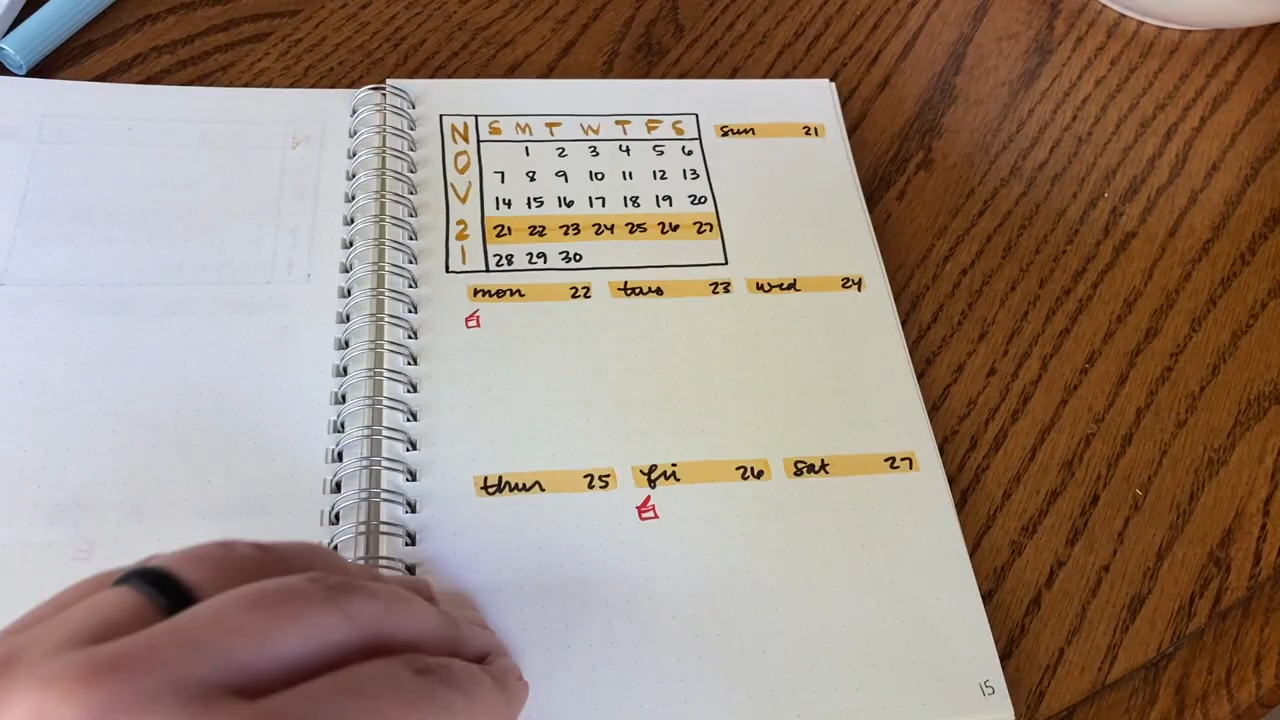 NOV 21
S M T W T F S
1 2 3 4 5 6
7 8 9 10 11 12 13
14 15 16 17 18 19 20
21 22 23 24 25 26 27
28 29 30
sun 21
mon 22
tues 23
wed 24
thur 25
fri 26
sat 27
15